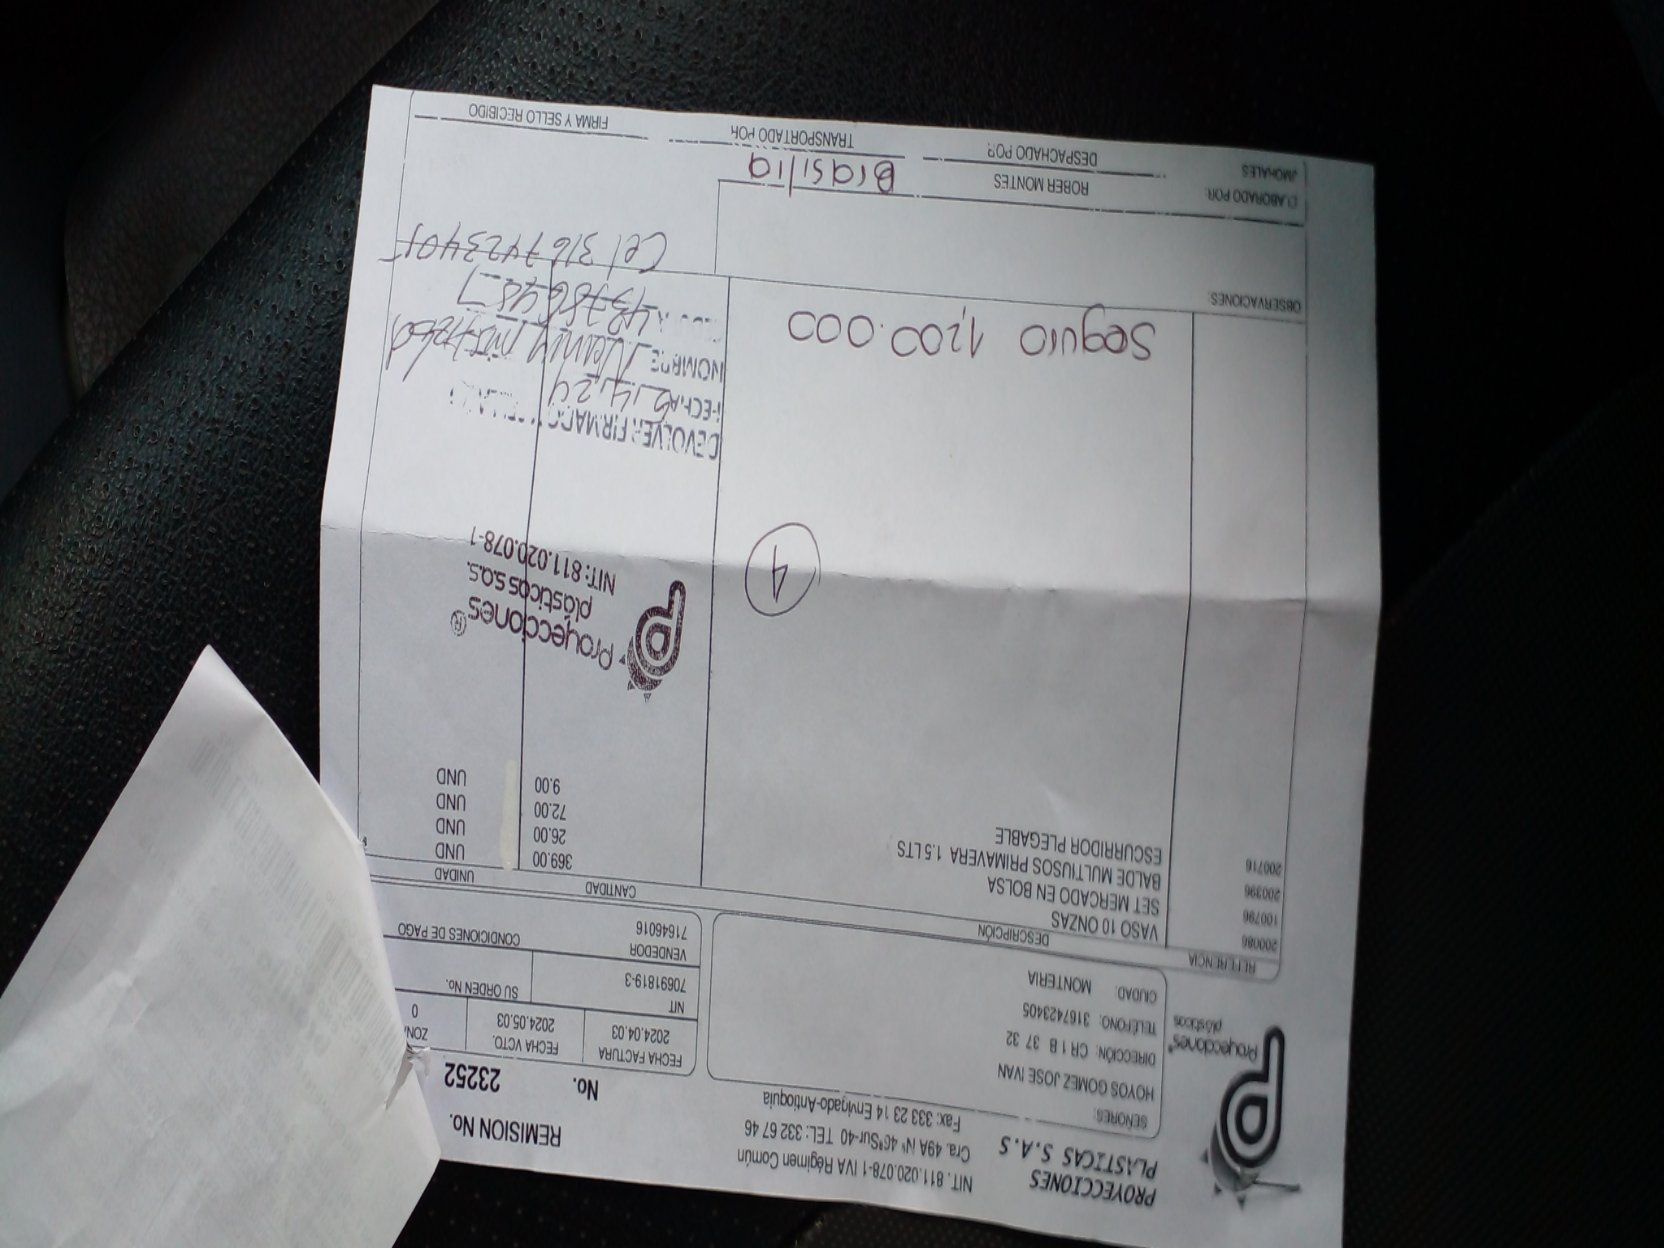 PROYECCIONES
PLASTICAS S.A.S
NIT. 811.020.078-1 IVA Régimen Común
Cra. 49A Nº 46ªSur-40 TEL: 332 67 46
Fax: 333 23 14 Envigado-Antioquia
REMISION No.
No. 23252
Proyecciones®
plásticos
SEÑORES:
HOYOS GOMEZ JOSE IVAN
DIRECCIÓN: CR 1 B 37 32
TELÉFONO: 3167423405
CIUDAD: MONTERIA
FECHA FACTURA FECHA VCTO.
2024.04.03 2024.05.03 0
NIT SU ORDEN No.
70691819-3
VENDEDOR CONDICIONES DE PAGO
71646016
REFERENCIA DESCRIPCIÓN CANTIDAD UNIDAD
200086 VASO 10 ONZAS 369.00 UND
100796 SET MERCADO EN BOLSA 26.00 UND
200396 BALDE MULTIUSOS PRIMAVERA 1.5 LTS 72.00 UND
200716 ESCURRIDOR PLEGABLE 9.00 UND
Proyecciones®
plásticas s.a.s.
NIT: 811.020.078-1
4
DEVOLVER FIRMADO
FECHA
NOMBRE
Seguro 1,200.000
43786487
Cel 3167423405
OBSERVACIONES:
ELABORADO POR:
JMORALES
ROBER MONTES
DESPACHADO POR
Brasilia
TRANSPORTADO POR
FIRMA Y SELLO RECIBIDO